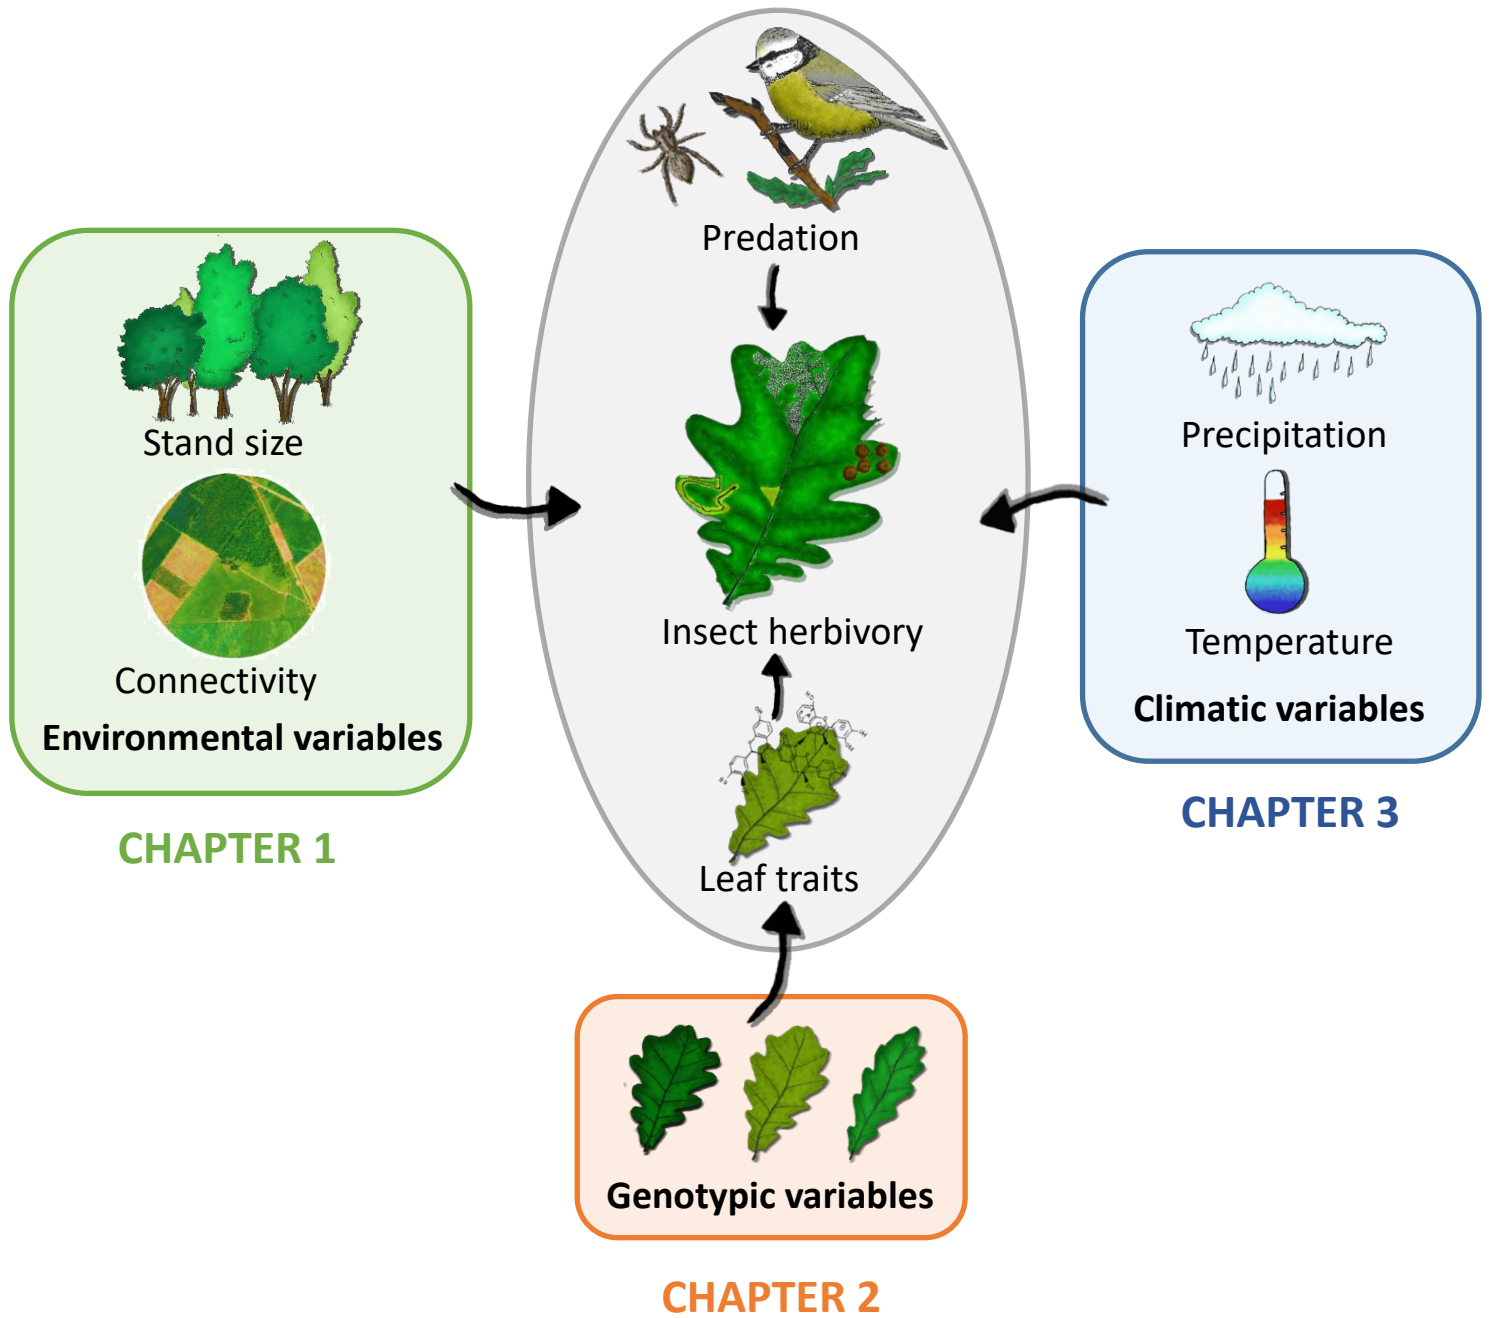 Predation
Insect herbivory
Leaf traits
Stand size
Connectivity
Environmental variables
CHAPTER 1
Precipitation
Temperature
Climatic variables
CHAPTER 3
Genotypic variables
CHAPTER 2